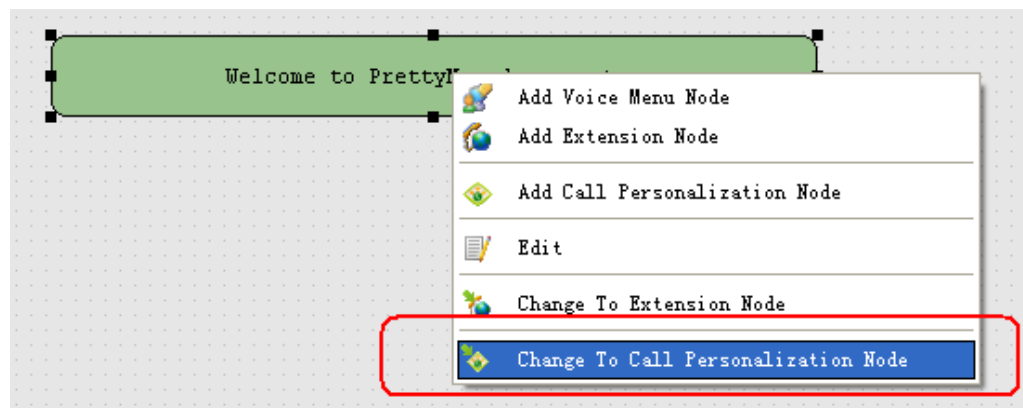 Welcome to
Add Voice Menu Node
Add Extension Node
Add Call Personalization Node
Edit
Change To Extension Node
Change To Call Personalization Node